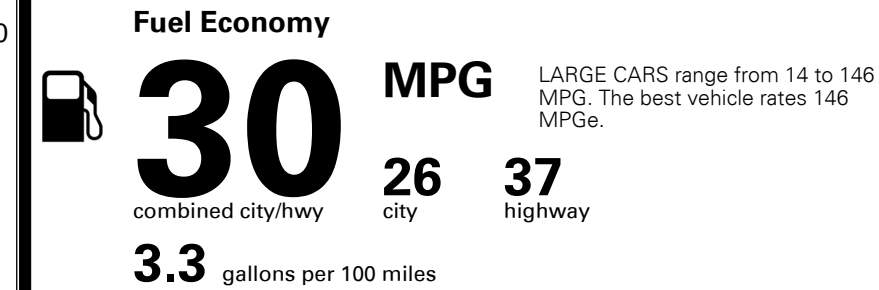 0
Fuel Economy
30
MPG
LARGE CARS range from 14 to 146
MPG. The best vehicle rates 146
MPGe.
combined city/hwy
26
city
37
highway
3.3 gallons per 100 miles